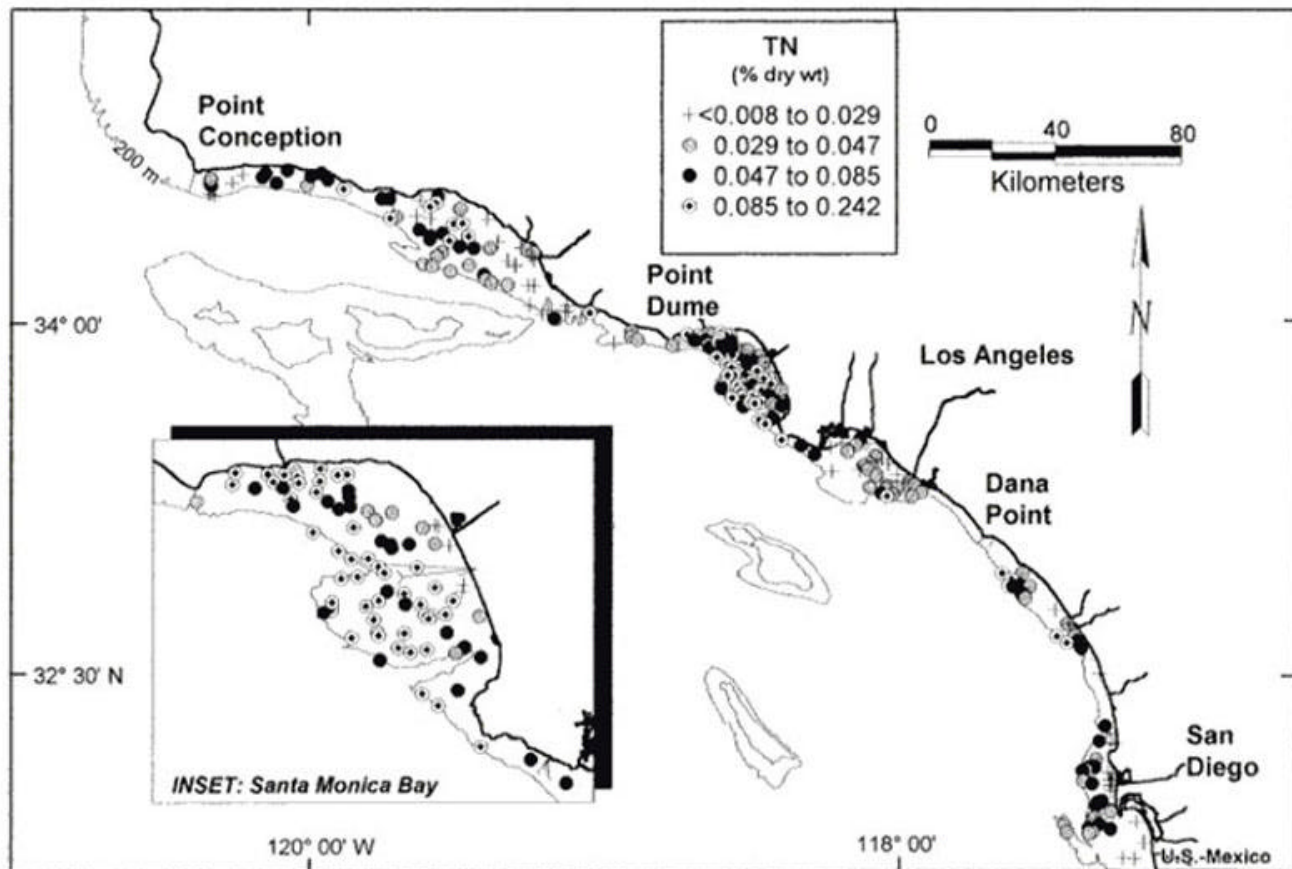 TN
(% dry wt)
<0.008 to 0.029
0.029 to 0.047
0.047 to 0.085
0.085 to 0.242
0 40 80
Kilometers
N
Point
Conception
200 m
Point
Dume
34° 00'
Los Angeles
Dana
Point
32° 30' N
San
Diego
INSET: Santa Monica Bay
120° 00' W
118° 00'
U.S.-Mexico